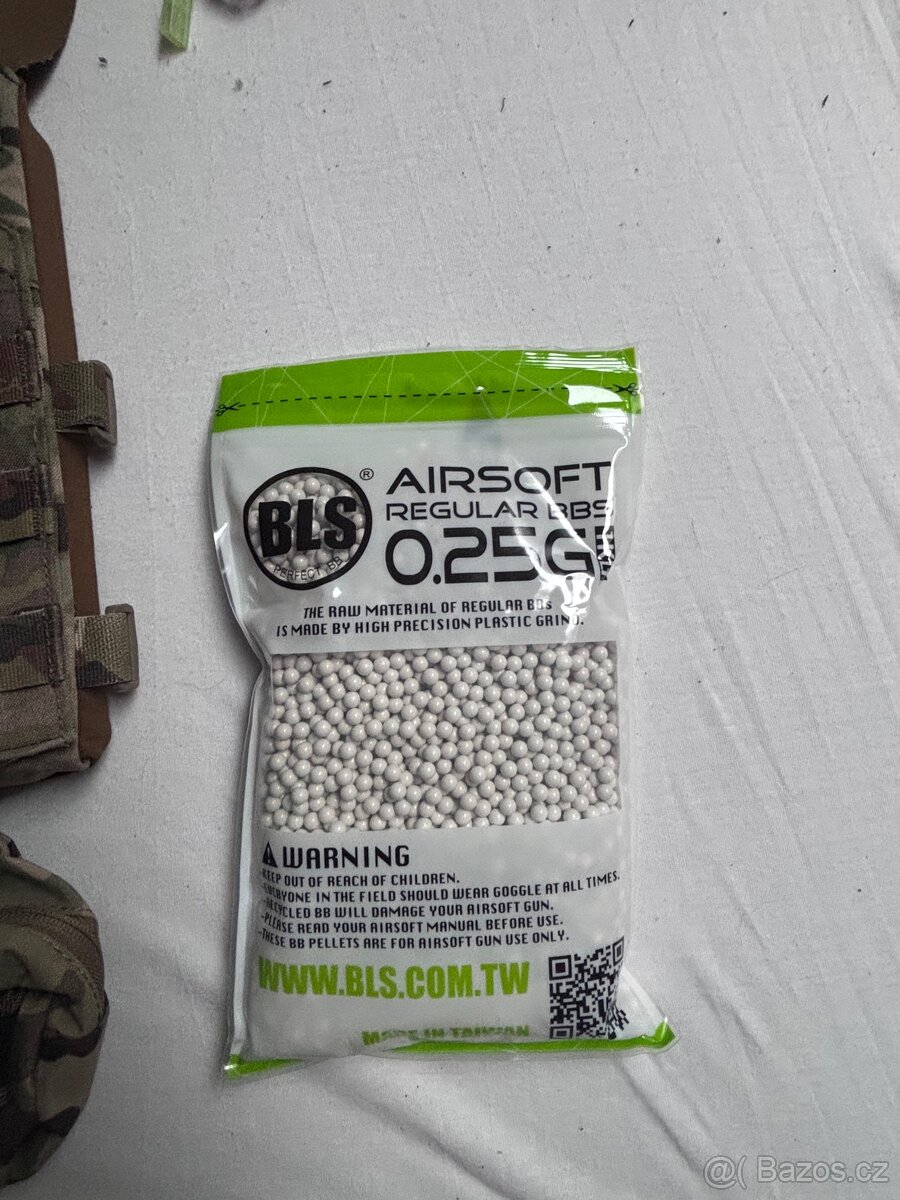 BLS®
PERFECT BB
AIRSOFT
REGULAR BBS
0.25G
THE RAW MATERIAL OF REGULAR BBs
IS MADE BY HIGH PRECISION PLASTIC GRIND.
WARNING
-KEEP OUT OF REACH OF CHILDREN.
-EVERYONE IN THE FIELD SHOULD WEAR GOGGLE AT ALL TIMES.
-RECYCLED BB WILL DAMAGE YOUR AIRSOFT GUN.
-PLEASE READ YOUR AIRSOFT MANUAL BEFORE USE.
-THESE BB PELLETS ARE FOR AIRSOFT GUN USE ONLY.
WWW.BLS.COM.TW
MADE IN TAIWAN
@( Bazos.cz